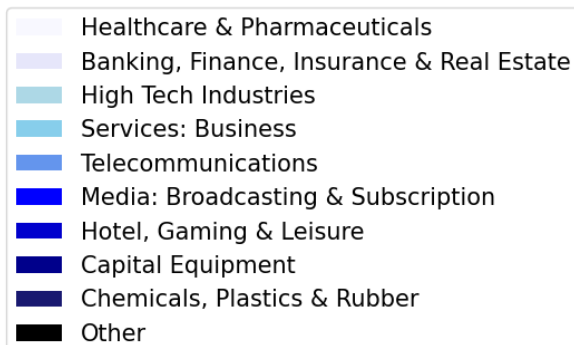 Healthcare & Pharmaceuticals
Banking, Finance, Insurance & Real Estate
High Tech Industries
Services: Business
Telecommunications
Media: Broadcasting & Subscription
Hotel, Gaming & Leisure
Capital Equipment
Chemicals, Plastics & Rubber
Other